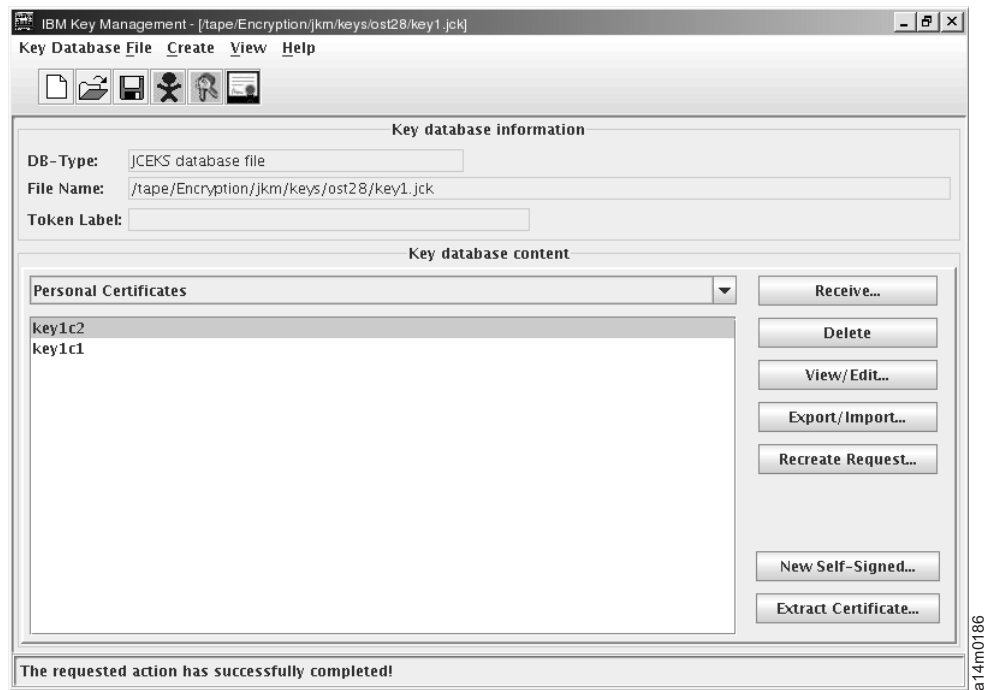 IBM Key Management - [/tape/Encryption/jkm/keys/ost28/key1.jck]
Key Database File Create View Help
Key database information
DB-Type: JCEKS database file
File Name: /tape/Encryption/jkm/keys/ost28/key1.jck
Token Label:
Key database content
Personal Certificates
Receive...
key1c2
key1c1
Delete
View/Edit...
Export/Import...
Recreate Request...
New Self-Signed...
Extract Certificate...
The requested action has successfully completed!
a14m0186